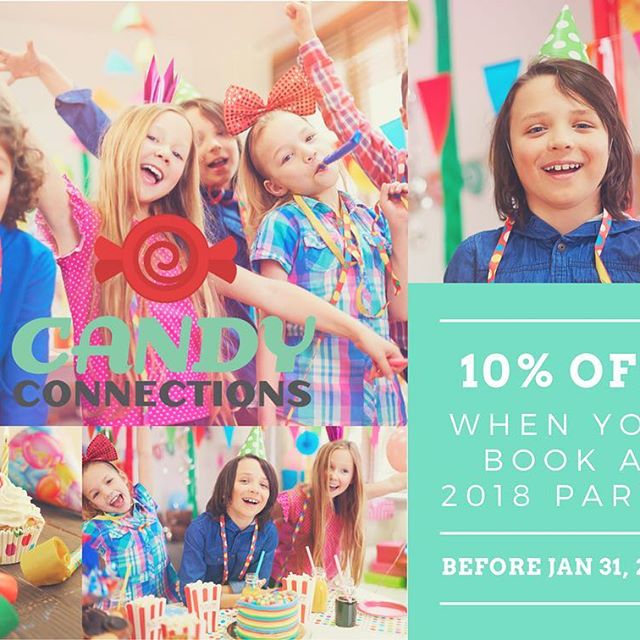 CANDY
CONNECTIONS
10% OF
WHEN YO
BOOK A
2018 PAR
BEFORE JAN 31, 2